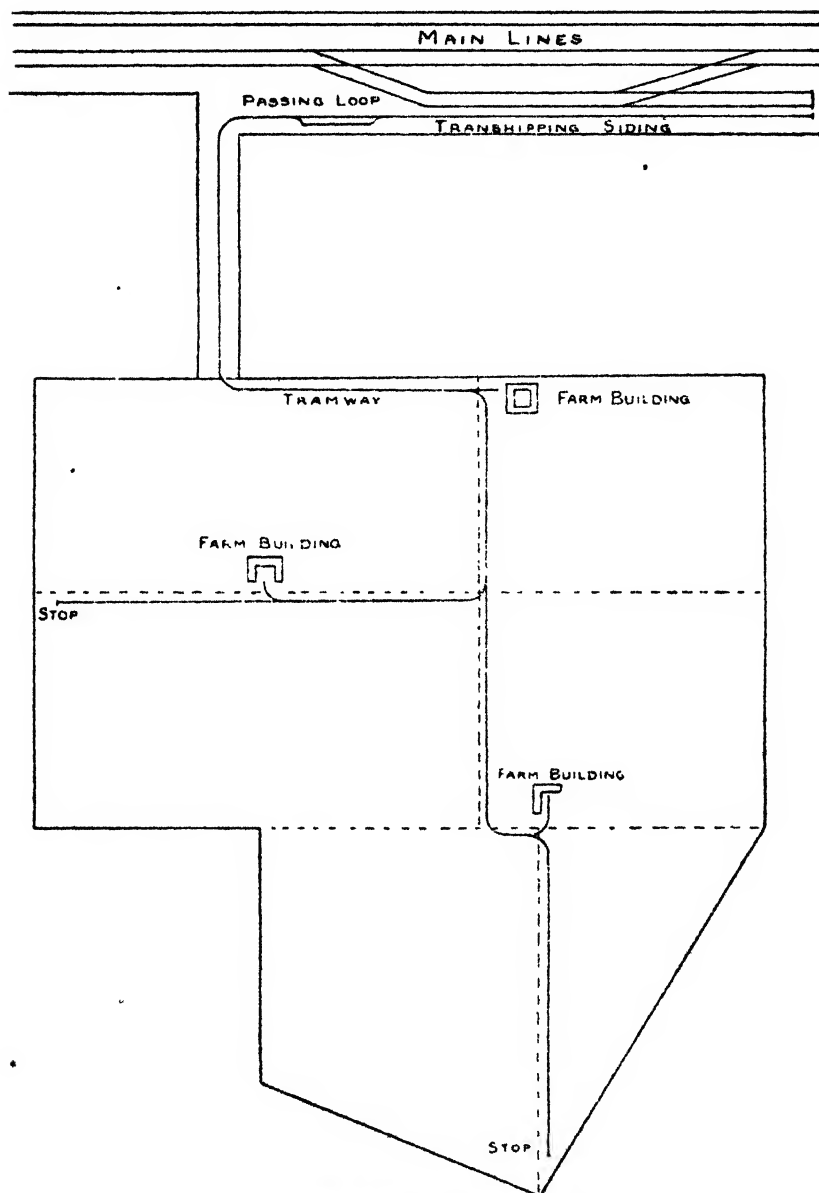 MAIN LINES
PASSING LOOP
TRANSHIPPING SIDING
TRAMWAY
FARM BUILDING
FARM BUILDING
STOP
FARM BUILDING
STOP